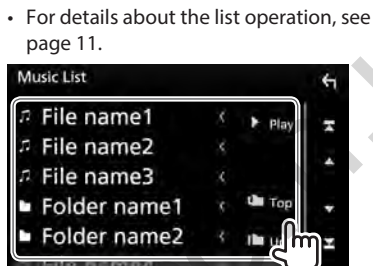 • For details about the list operation, see
page 11.
Music List
File name1
Play
File name2
File name3
Folder name1
Top
Folder name2